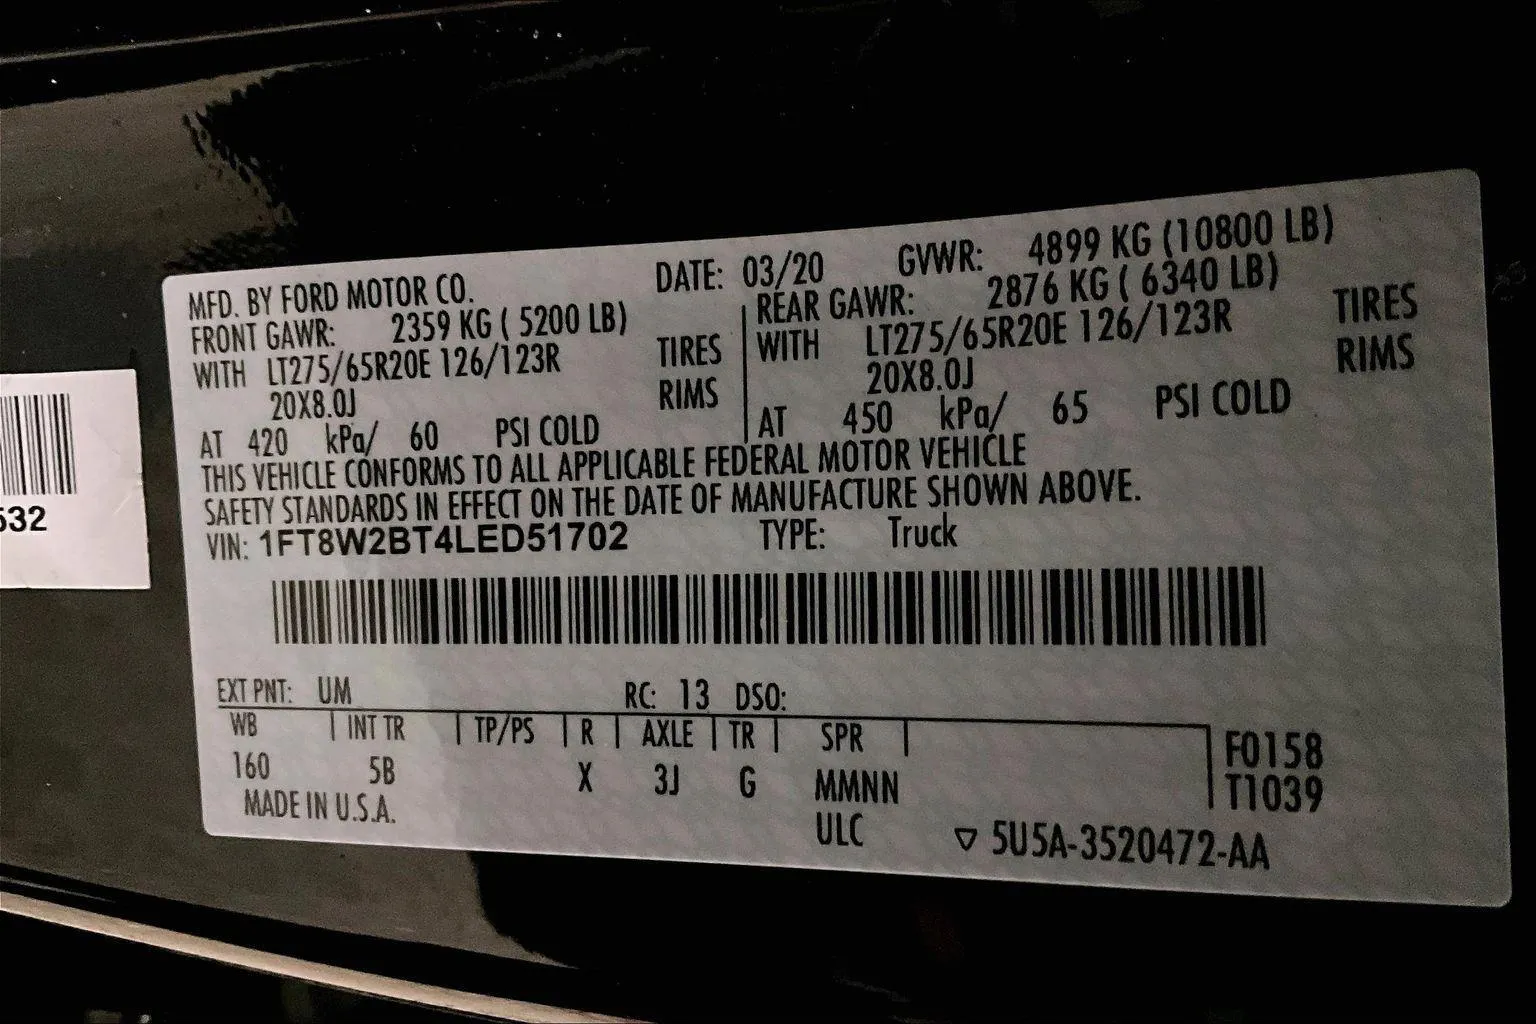 MFD. BY FORD MOTOR CO. DATE: 03/20 GVWR: 4899 KG (10800 LB)
FRONT GAWR: 2359 KG ( 5200 LB)
WITH LT275/65R20E 126/123R TIRES
20X8.0J RIMS
AT 420 kPa/ 60 PSI COLD
REAR GAWR: 2876 KG ( 6340 LB)
WITH LT275/65R20E 126/123R TIRES
20X8.0J RIMS
AT 450 kPa/ 65 PSI COLD
THIS VEHICLE CONFORMS TO ALL APPLICABLE FEDERAL MOTOR VEHICLE
SAFETY STANDARDS IN EFFECT ON THE DATE OF MANUFACTURE SHOWN ABOVE.
VIN: 1FT8W2BT4LED51702 TYPE: Truck
EXT PNT: UM RC: 13 DSO:
WB | INT TR | TP/PS | R | AXLE | TR | SPR |
160 5B X 3J G MMNN
F0158
T1039
MADE IN U.S.A. ULC ▽ 5U5A-3520472-AA
532